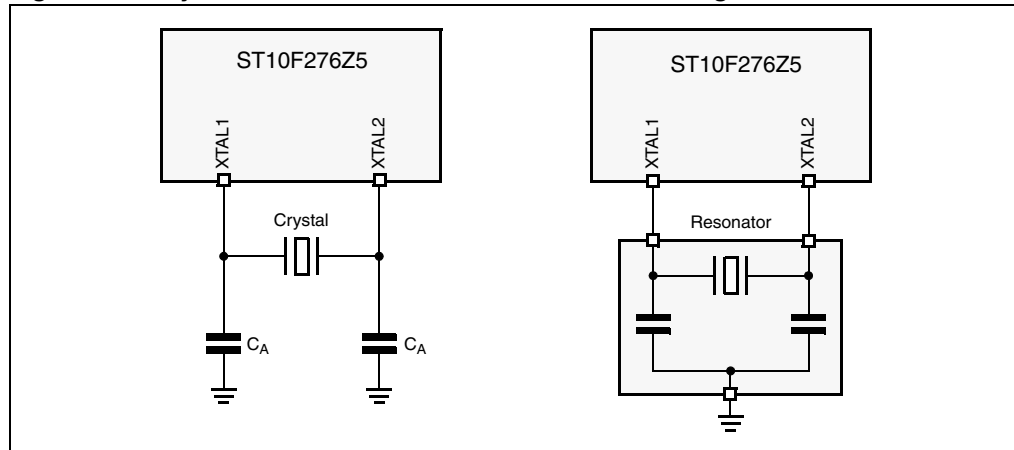 ST10F276Z5
XTAL1
XTAL2
Crystal
CA
CA
ST10F276Z5
XTAL1
XTAL2
Resonator